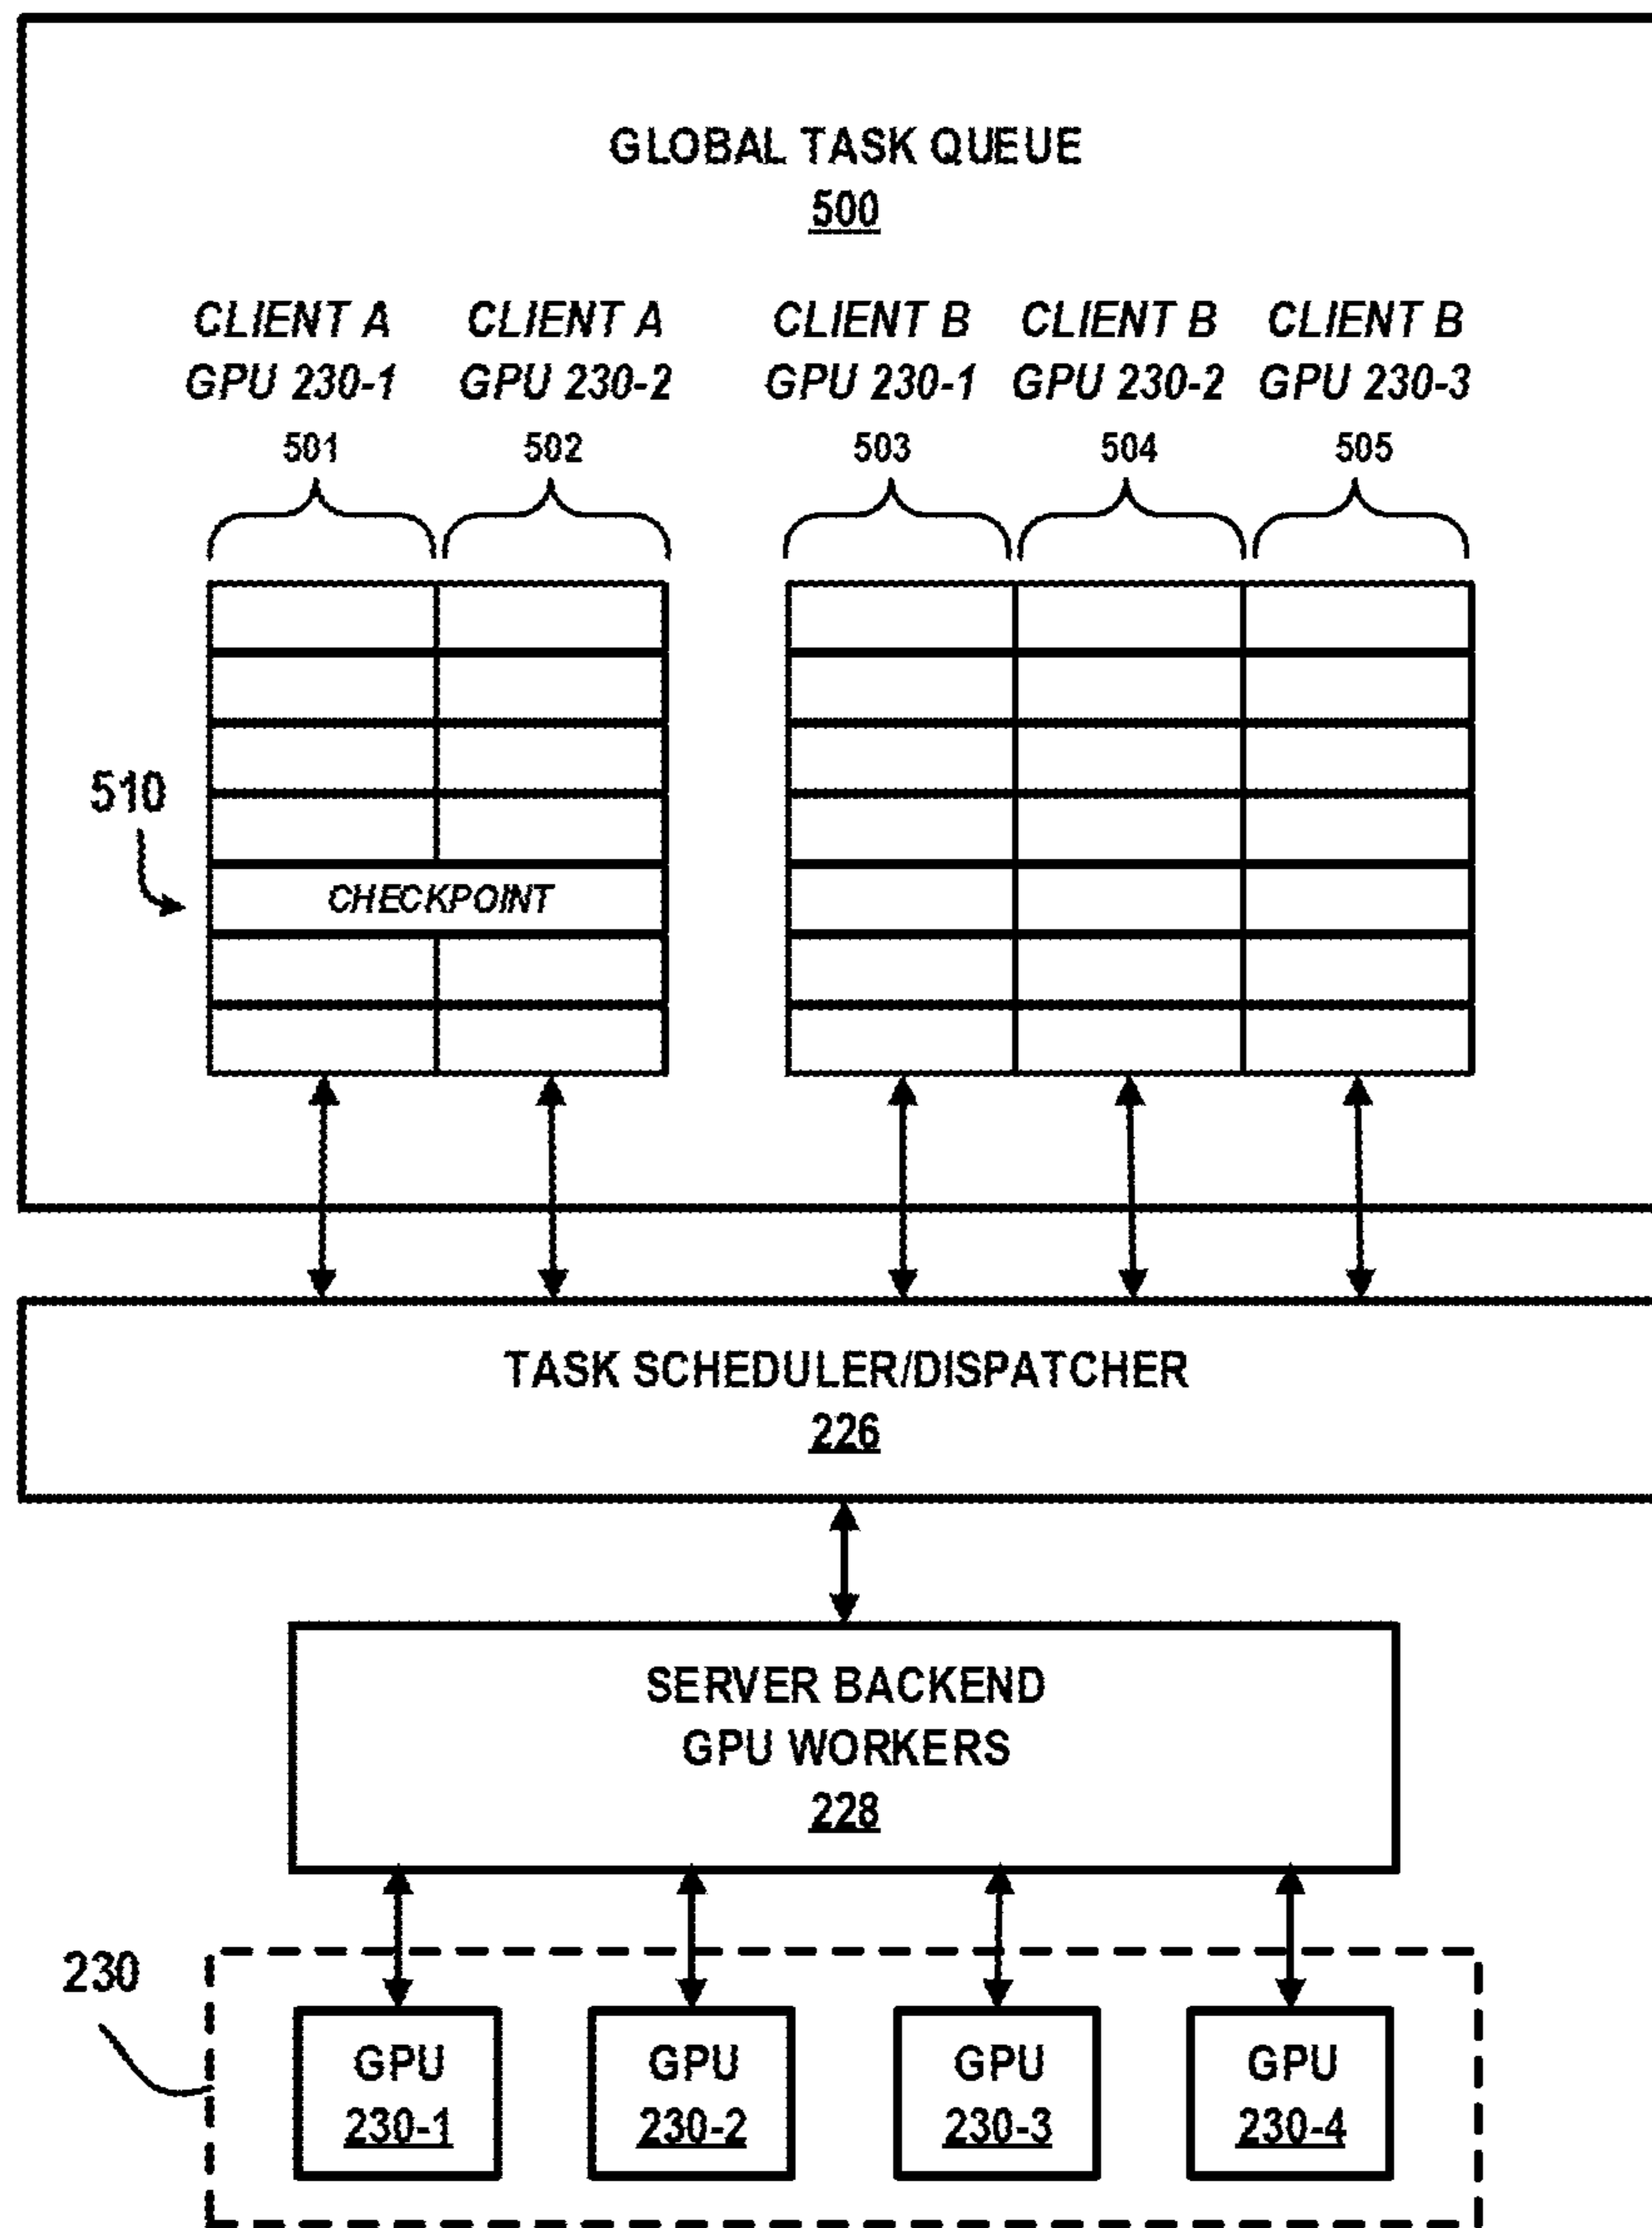 GLOBAL TASK QUEUE
500
CLIENT A CLIENT A CLIENT B CLIENT B CLIENT B
GPU 230-1 GPU 230-2 GPU 230-1 GPU 230-2 GPU 230-3
501 502 503 504 505
510
CHECKPOINT
TASK SCHEDULER/DISPATCHER
226
SERVER BACKEND
GPU WORKERS
228
230
GPU GPU GPU GPU
230-1 230-2 230-3 230-4